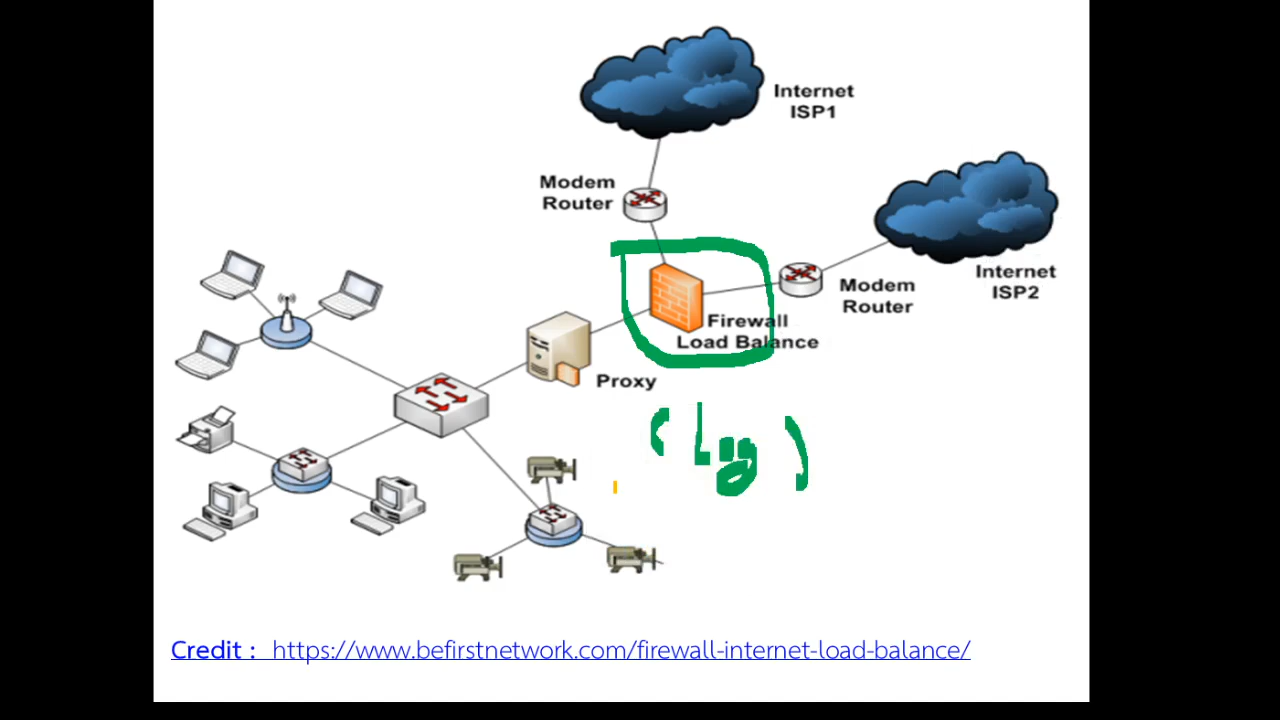 Internet
ISP1
Modem
Router
Internet
ISP2
Modem
Router
Firewall
Load Balance
Proxy
( Log )
Credit : https://www.befirstnetwork.com/firewall-internet-load-balance/